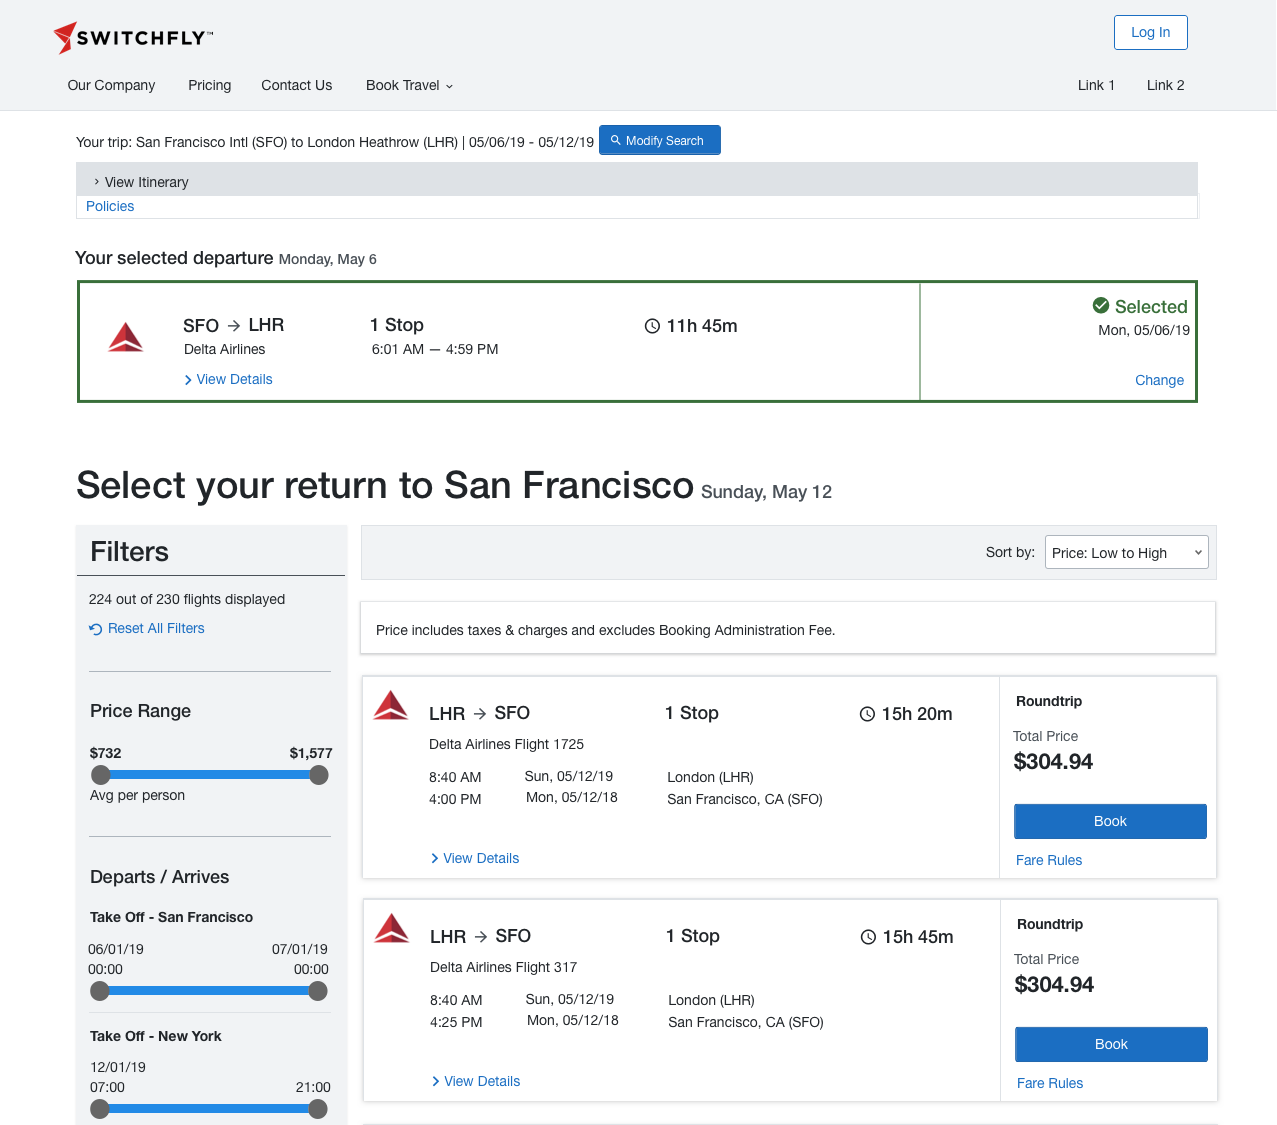 SWITCHFLY™
Log In
Our Company Pricing Contact Us Book Travel Link 1 Link 2
Your trip: San Francisco Intl (SFO) to London Heathrow (LHR) | 05/06/19 - 05/12/19 Modify Search
View Itinerary
Policies
Your selected departure Monday, May 6
SFO → LHR
Delta Airlines
View Details
1 Stop
6:01 AM — 4:59 PM
11h 45m
Selected
Mon, 05/06/19
Change
Select your return to San Francisco Sunday, May 12
Filters
224 out of 230 flights displayed
Reset All Filters
Price Range
$732 $1,577
Avg per person
Departs / Arrives
Take Off - San Francisco
06/01/19 07/01/19
00:00 00:00
Take Off - New York
12/01/19
07:00 21:00
Sort by: Price: Low to High
Price includes taxes & charges and excludes Booking Administration Fee.
LHR → SFO 1 Stop 15h 20m
Delta Airlines Flight 1725
8:40 AM Sun, 05/12/19 London (LHR)
4:00 PM Mon, 05/12/18 San Francisco, CA (SFO)
View Details
Roundtrip
Total Price
$304.94
Book
Fare Rules
LHR → SFO 1 Stop 15h 45m
Delta Airlines Flight 317
8:40 AM Sun, 05/12/19 London (LHR)
4:25 PM Mon, 05/12/18 San Francisco, CA (SFO)
View Details
Roundtrip
Total Price
$304.94
Book
Fare Rules